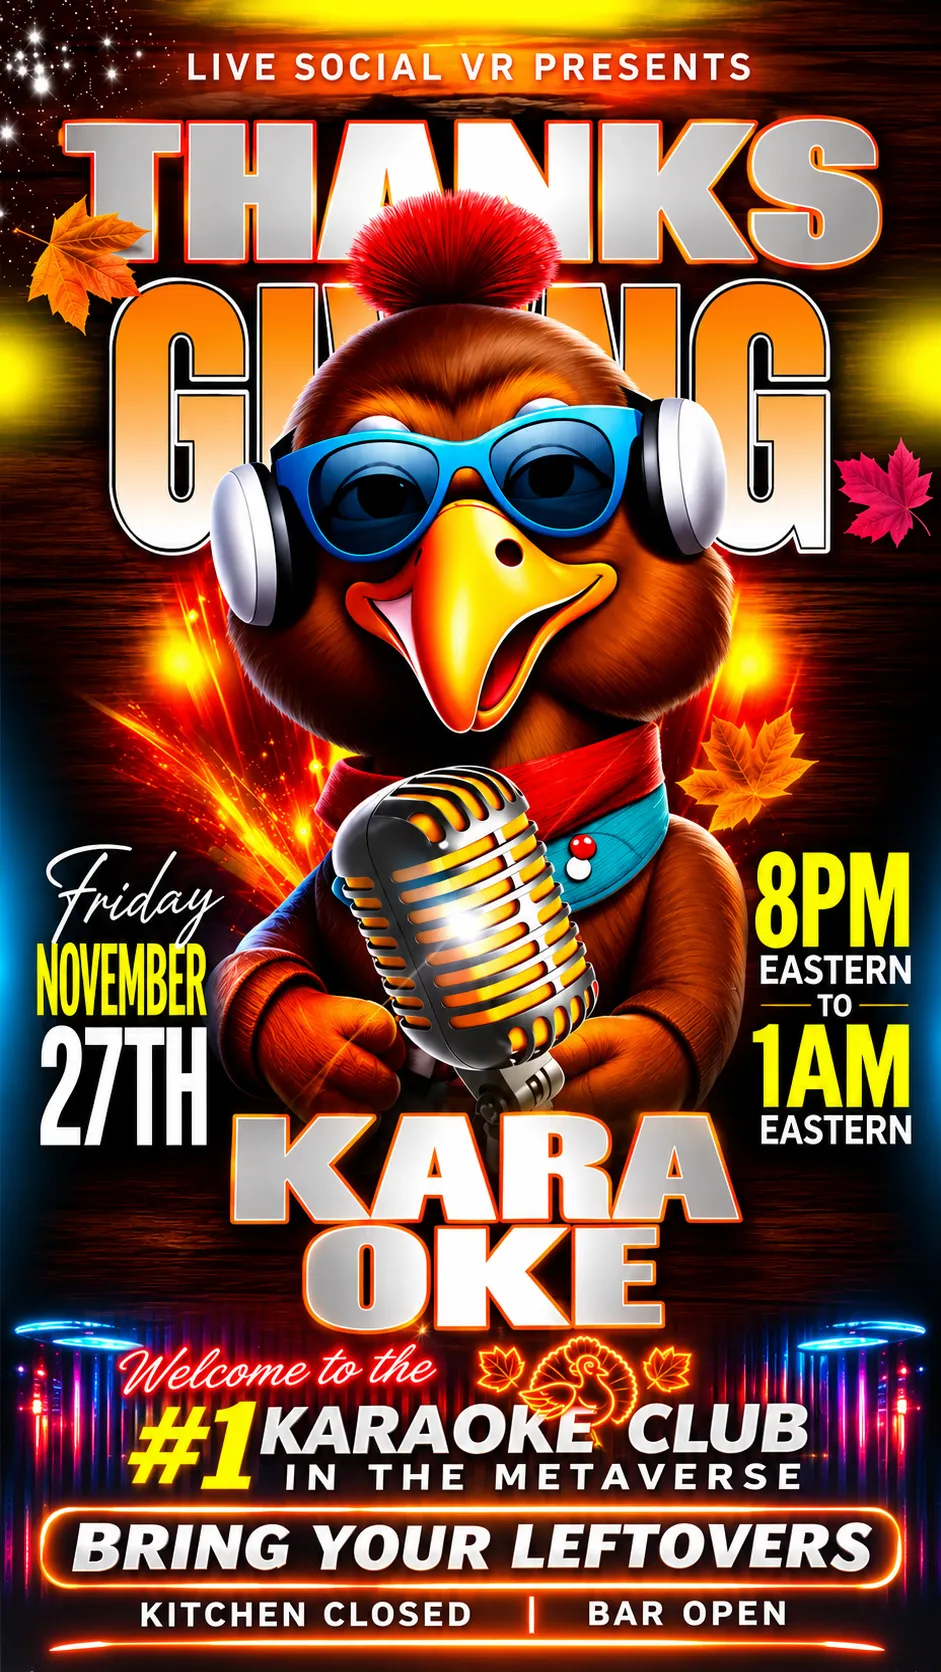 LIVE SOCIAL VR PRESENTS
THANKS
GIVING
Friday
NOVEMBER
27TH
8PM
EASTERN
TO
1AM
EASTERN
KARA
OKE
Welcome to the
#1 KARAOKE CLUB
IN THE METAVERSE
BRING YOUR LEFTOVERS
KITCHEN CLOSED | BAR OPEN